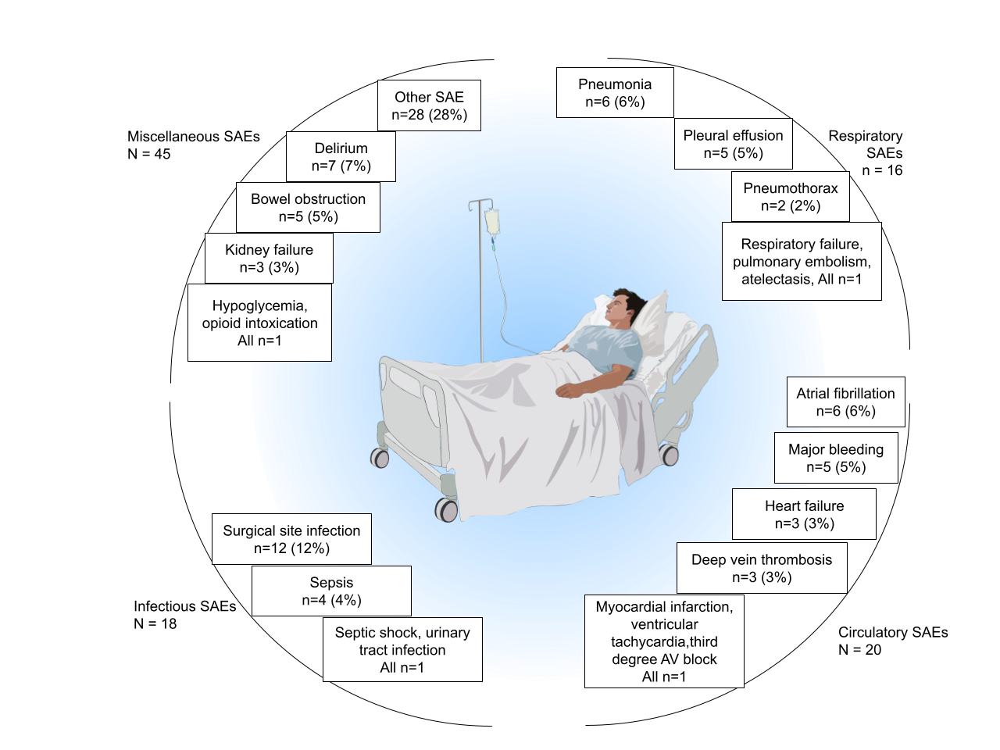 Miscellaneous SAEs
N = 45
Other SAE
n=28 (28%)
Delirium
n=7 (7%)
Bowel obstruction
n=5 (5%)
Kidney failure
n=3 (3%)
Hypoglycemia,
opioid intoxication
All n=1
Respiratory
SAEs
n = 16
Pneumonia
n=6 (6%)
Pleural effusion
n=5 (5%)
Pneumothorax
n=2 (2%)
Respiratory failure,
pulmonary embolism,
atelectasis, All n=1
Infectious SAEs
N = 18
Surgical site infection
n=12 (12%)
Sepsis
n=4 (4%)
Septic shock, urinary
tract infection
All n=1
Circulatory SAEs
N = 20
Atrial fibrillation
n=6 (6%)
Major bleeding
n=5 (5%)
Heart failure
n=3 (3%)
Deep vein thrombosis
n=3 (3%)
Myocardial infarction,
ventricular
tachycardia,third
degree AV block
All n=1